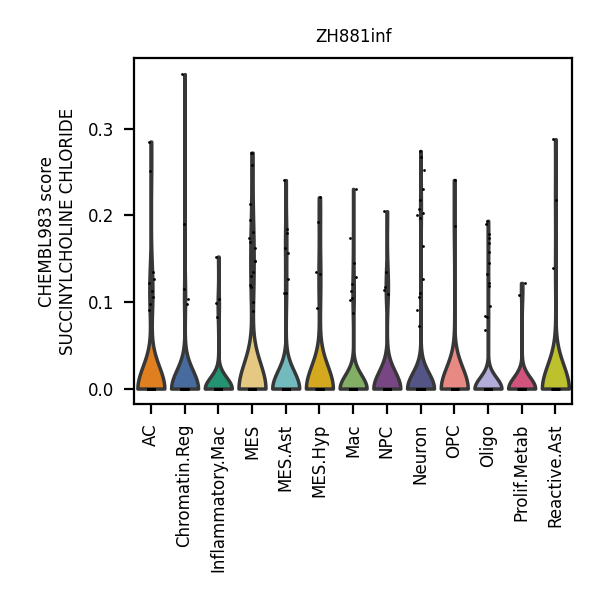 ZH881inf
CHEMBL983 score
SUCCINYLCHOLINE CHLORIDE
0.3
0.2
0.1
0.0
AC
Chromatin.Reg
Inflammatory.Mac
MES
MES.Ast
MES.Hyp
Mac
NPC
Neuron
OPC
Oligo
Prolif.Metab
Reactive.Ast